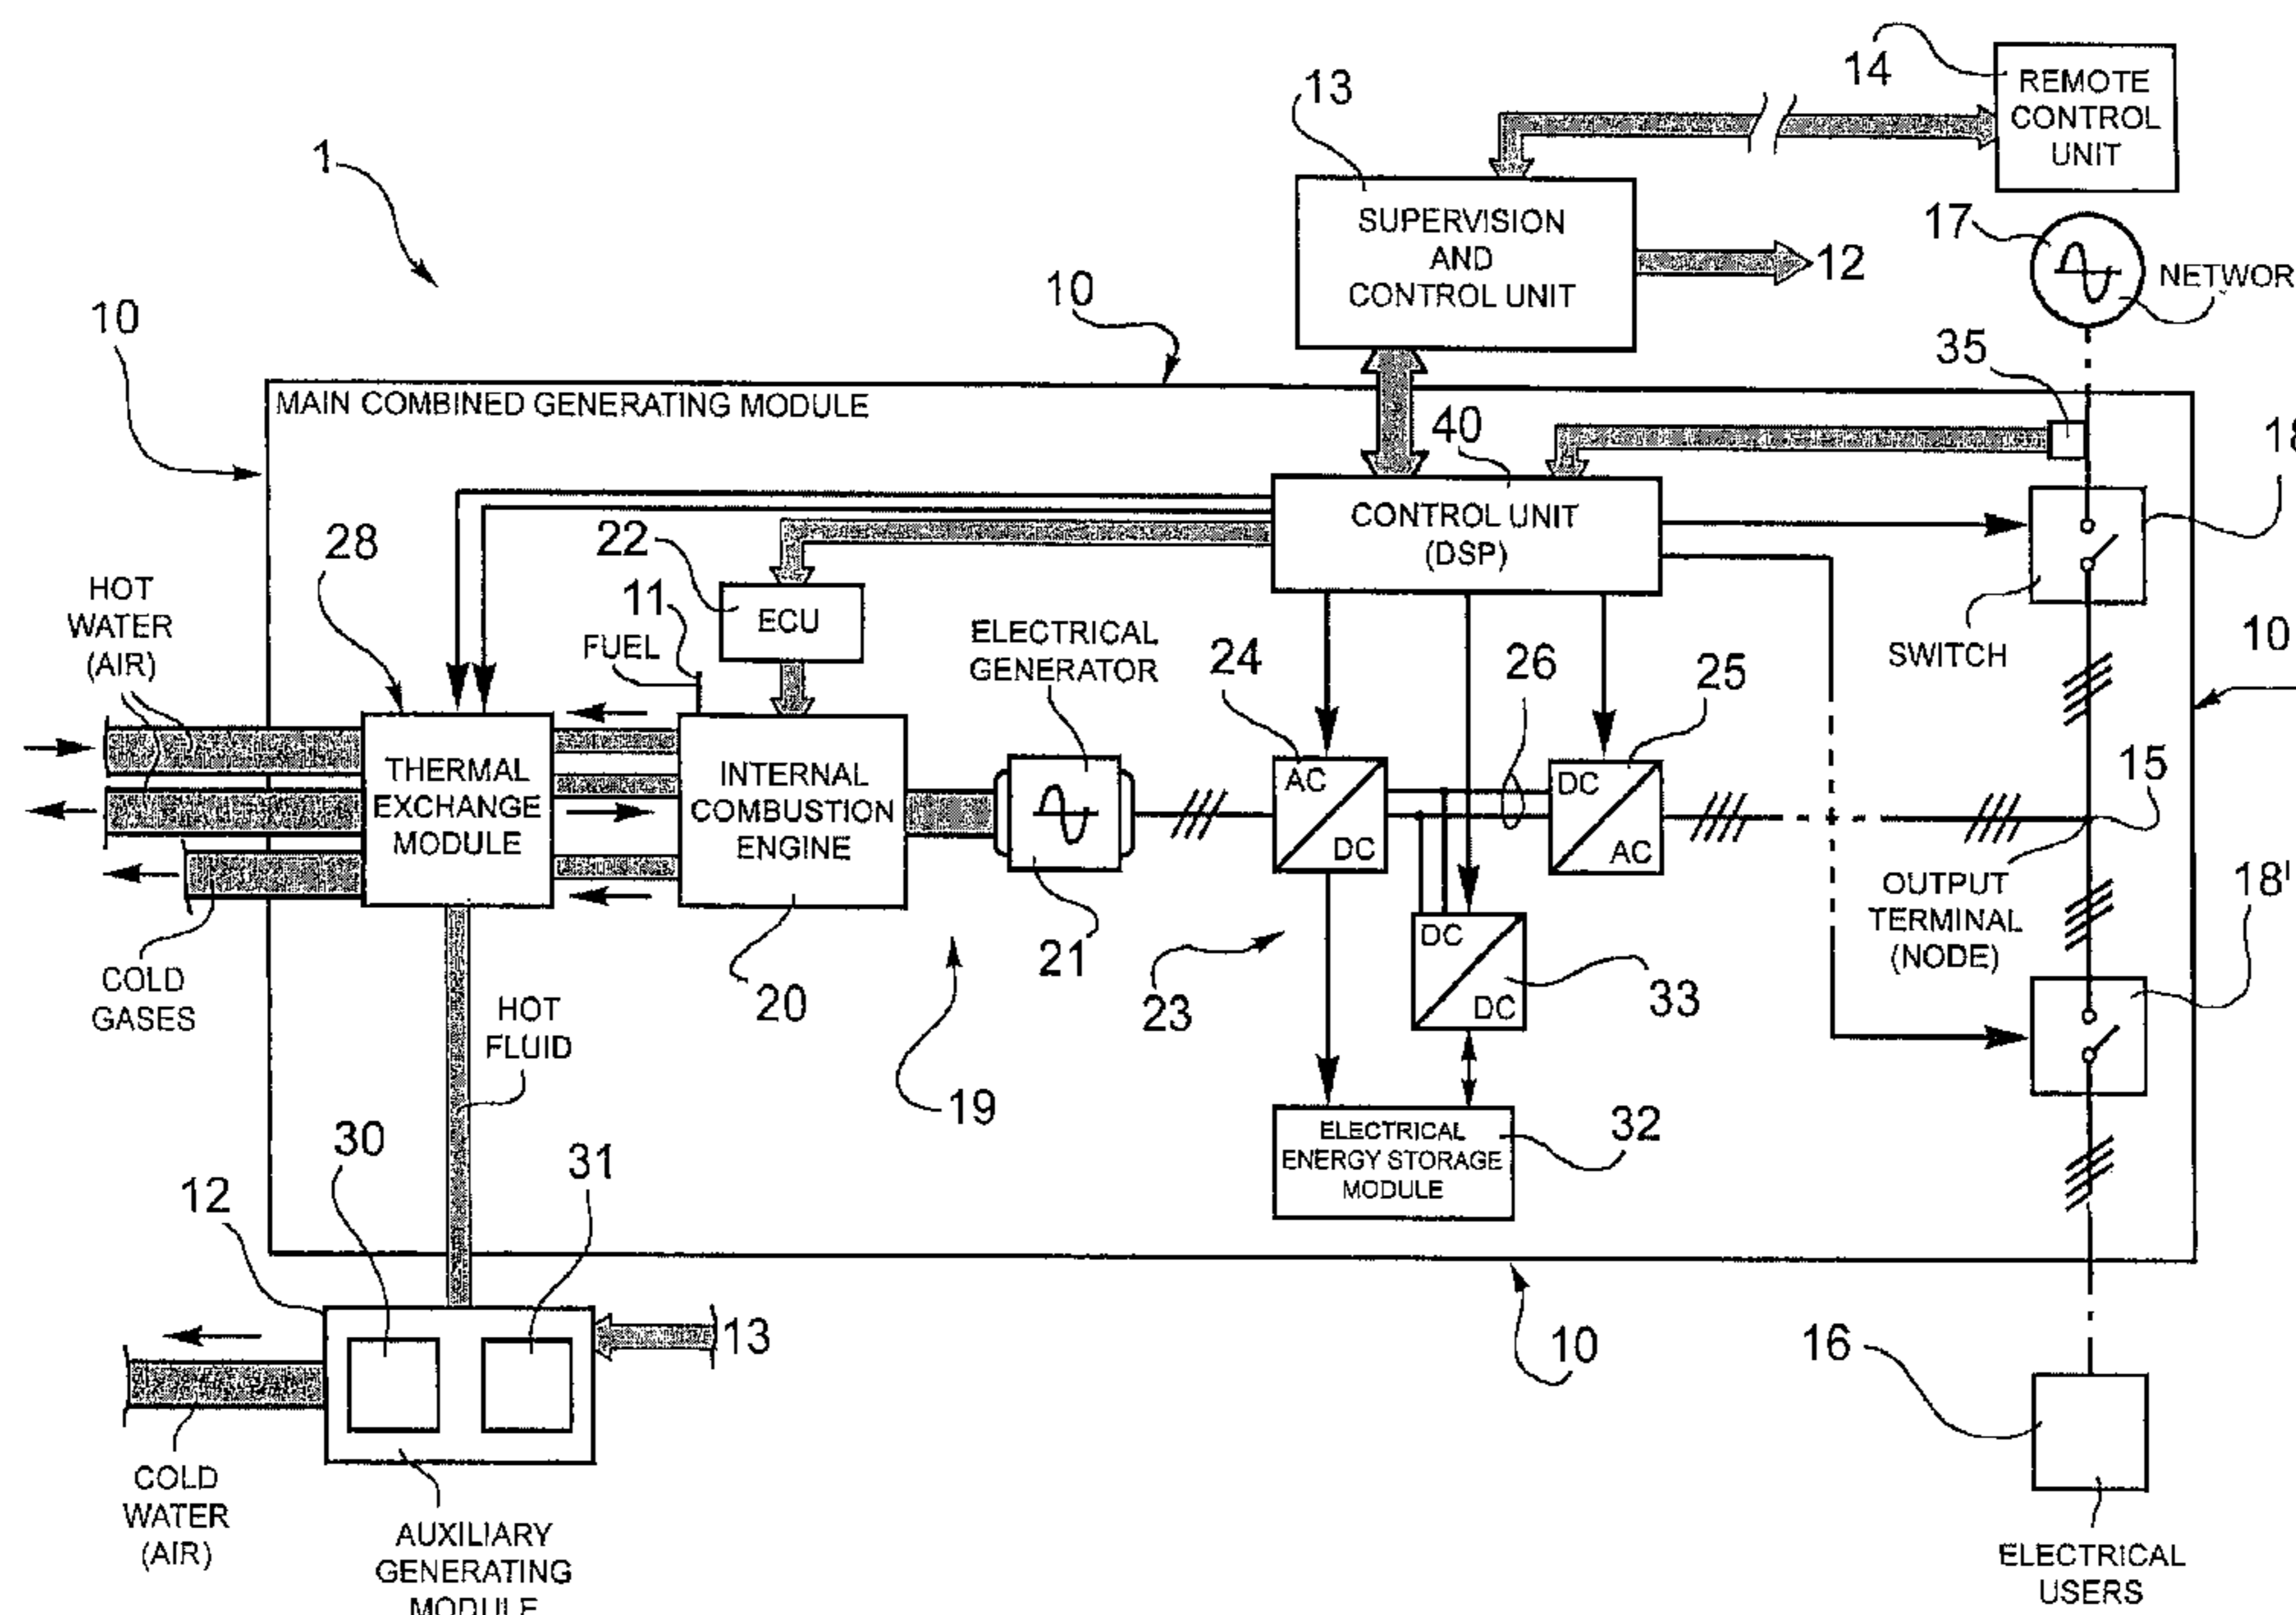 14
REMOTE
CONTROL
UNIT
13
1
SUPERVISION
AND
CONTROL UNIT
12
17
NETWOR
10
10
35
MAIN COMBINED GENERATING MODULE
40
18
CONTROL UNIT
(DSP)
22
28
HOT
WATER
(AIR)
11
FUEL
ECU
ELECTRICAL
GENERATOR
24
26
25
SWITCH
10
THERMAL
EXCHANGE
MODULE
INTERNAL
COMBUSTION
ENGINE
AC
DC
DC
AC
15
OUTPUT
TERMINAL
(NODE)
18'
COLD
GASES
20
21
19
23
DC
DC
33
HOT
FLUID
ELECTRICAL
ENERGY STORAGE
MODULE
32
30
31
12
13
10
16
COLD
WATER
(AIR)
AUXILIARY
GENERATING
MODULE
ELECTRICAL
USERS